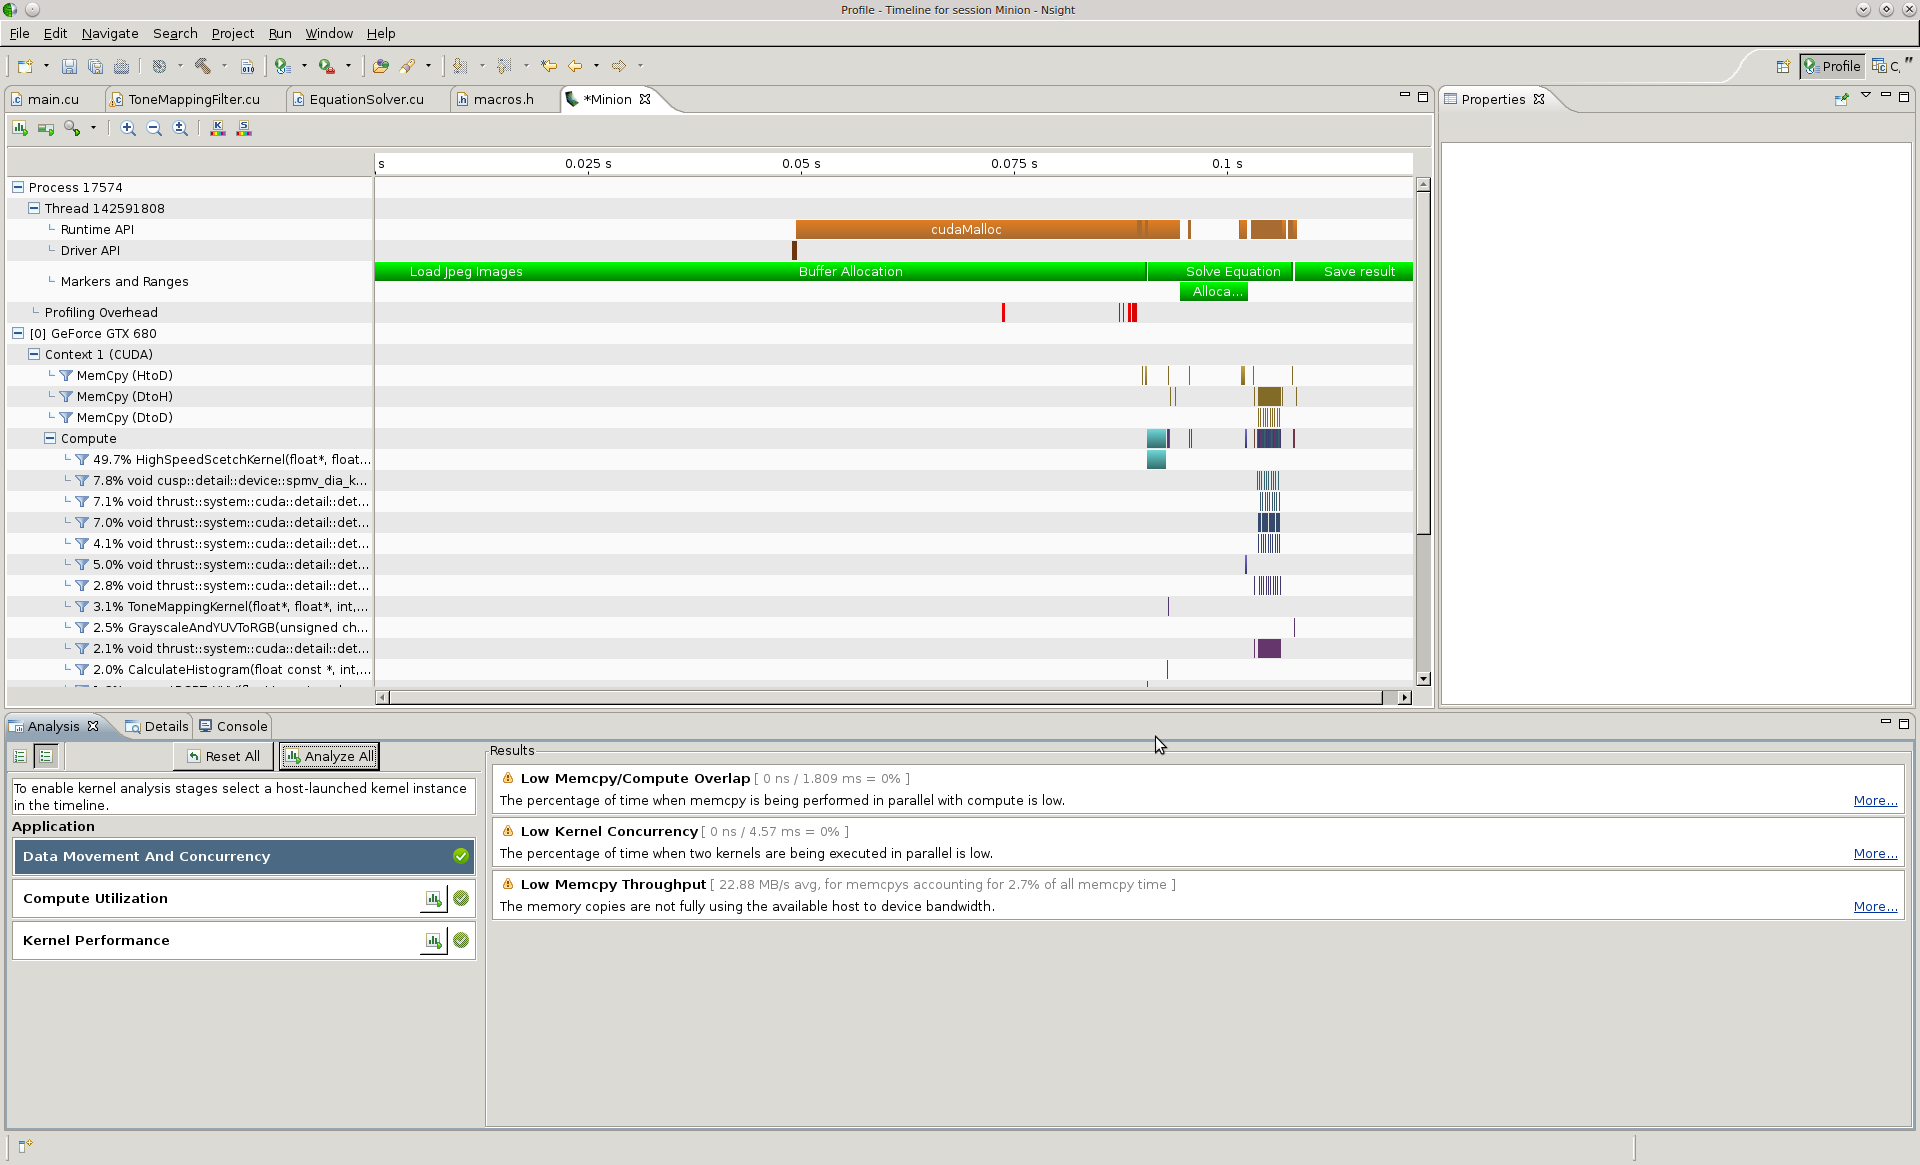 Profile - Timeline for session Minion - Nsight
File Edit Navigate Search Project Run Window Help
Profile C,
main.cu ToneMappingFilter.cu EquationSolver.cu macros.h *Minion
Properties
s 0.025 s 0.05 s 0.075 s 0.1 s
Process 17574
Thread 142591808
Runtime API cudaMalloc
Driver API
Load Jpeg Images Buffer Allocation Solve Equation Save result
Markers and Ranges
Alloca...
Profiling Overhead
[0] GeForce GTX 680
Context 1 (CUDA)
MemCpy (HtoD)
MemCpy (DtoH)
MemCpy (DtoD)
Compute
49.7% HighSpeedScetchKernel(float*, float...
7.8% void cusp::detail::device::spmv_dia_k...
7.1% void thrust::system::cuda::detail::det...
7.0% void thrust::system::cuda::detail::det...
4.1% void thrust::system::cuda::detail::det...
5.0% void thrust::system::cuda::detail::det...
2.8% void thrust::system::cuda::detail::det...
3.1% ToneMappingKernel(float*, float*, int,...
2.5% GrayscaleAndYUVToRGB(unsigned ch...
2.1% void thrust::system::cuda::detail::det...
2.0% CalculateHistogram(float const *, int,...
Analysis Details Console
Reset All Analyze All
To enable kernel analysis stages select a host-launched kernel instance
in the timeline.
Application
Data Movement And Concurrency
Compute Utilization
Kernel Performance
Results
Low Memcpy/Compute Overlap [ 0 ns / 1.809 ms = 0% ]
The percentage of time when memcpy is being performed in parallel with compute is low.
More...
Low Kernel Concurrency [ 0 ns / 4.57 ms = 0% ]
The percentage of time when two kernels are being executed in parallel is low.
More...
Low Memcpy Throughput [ 22.88 MB/s avg, for memcpys accounting for 2.7% of all memcpy time ]
The memory copies are not fully using the available host to device bandwidth.
More...